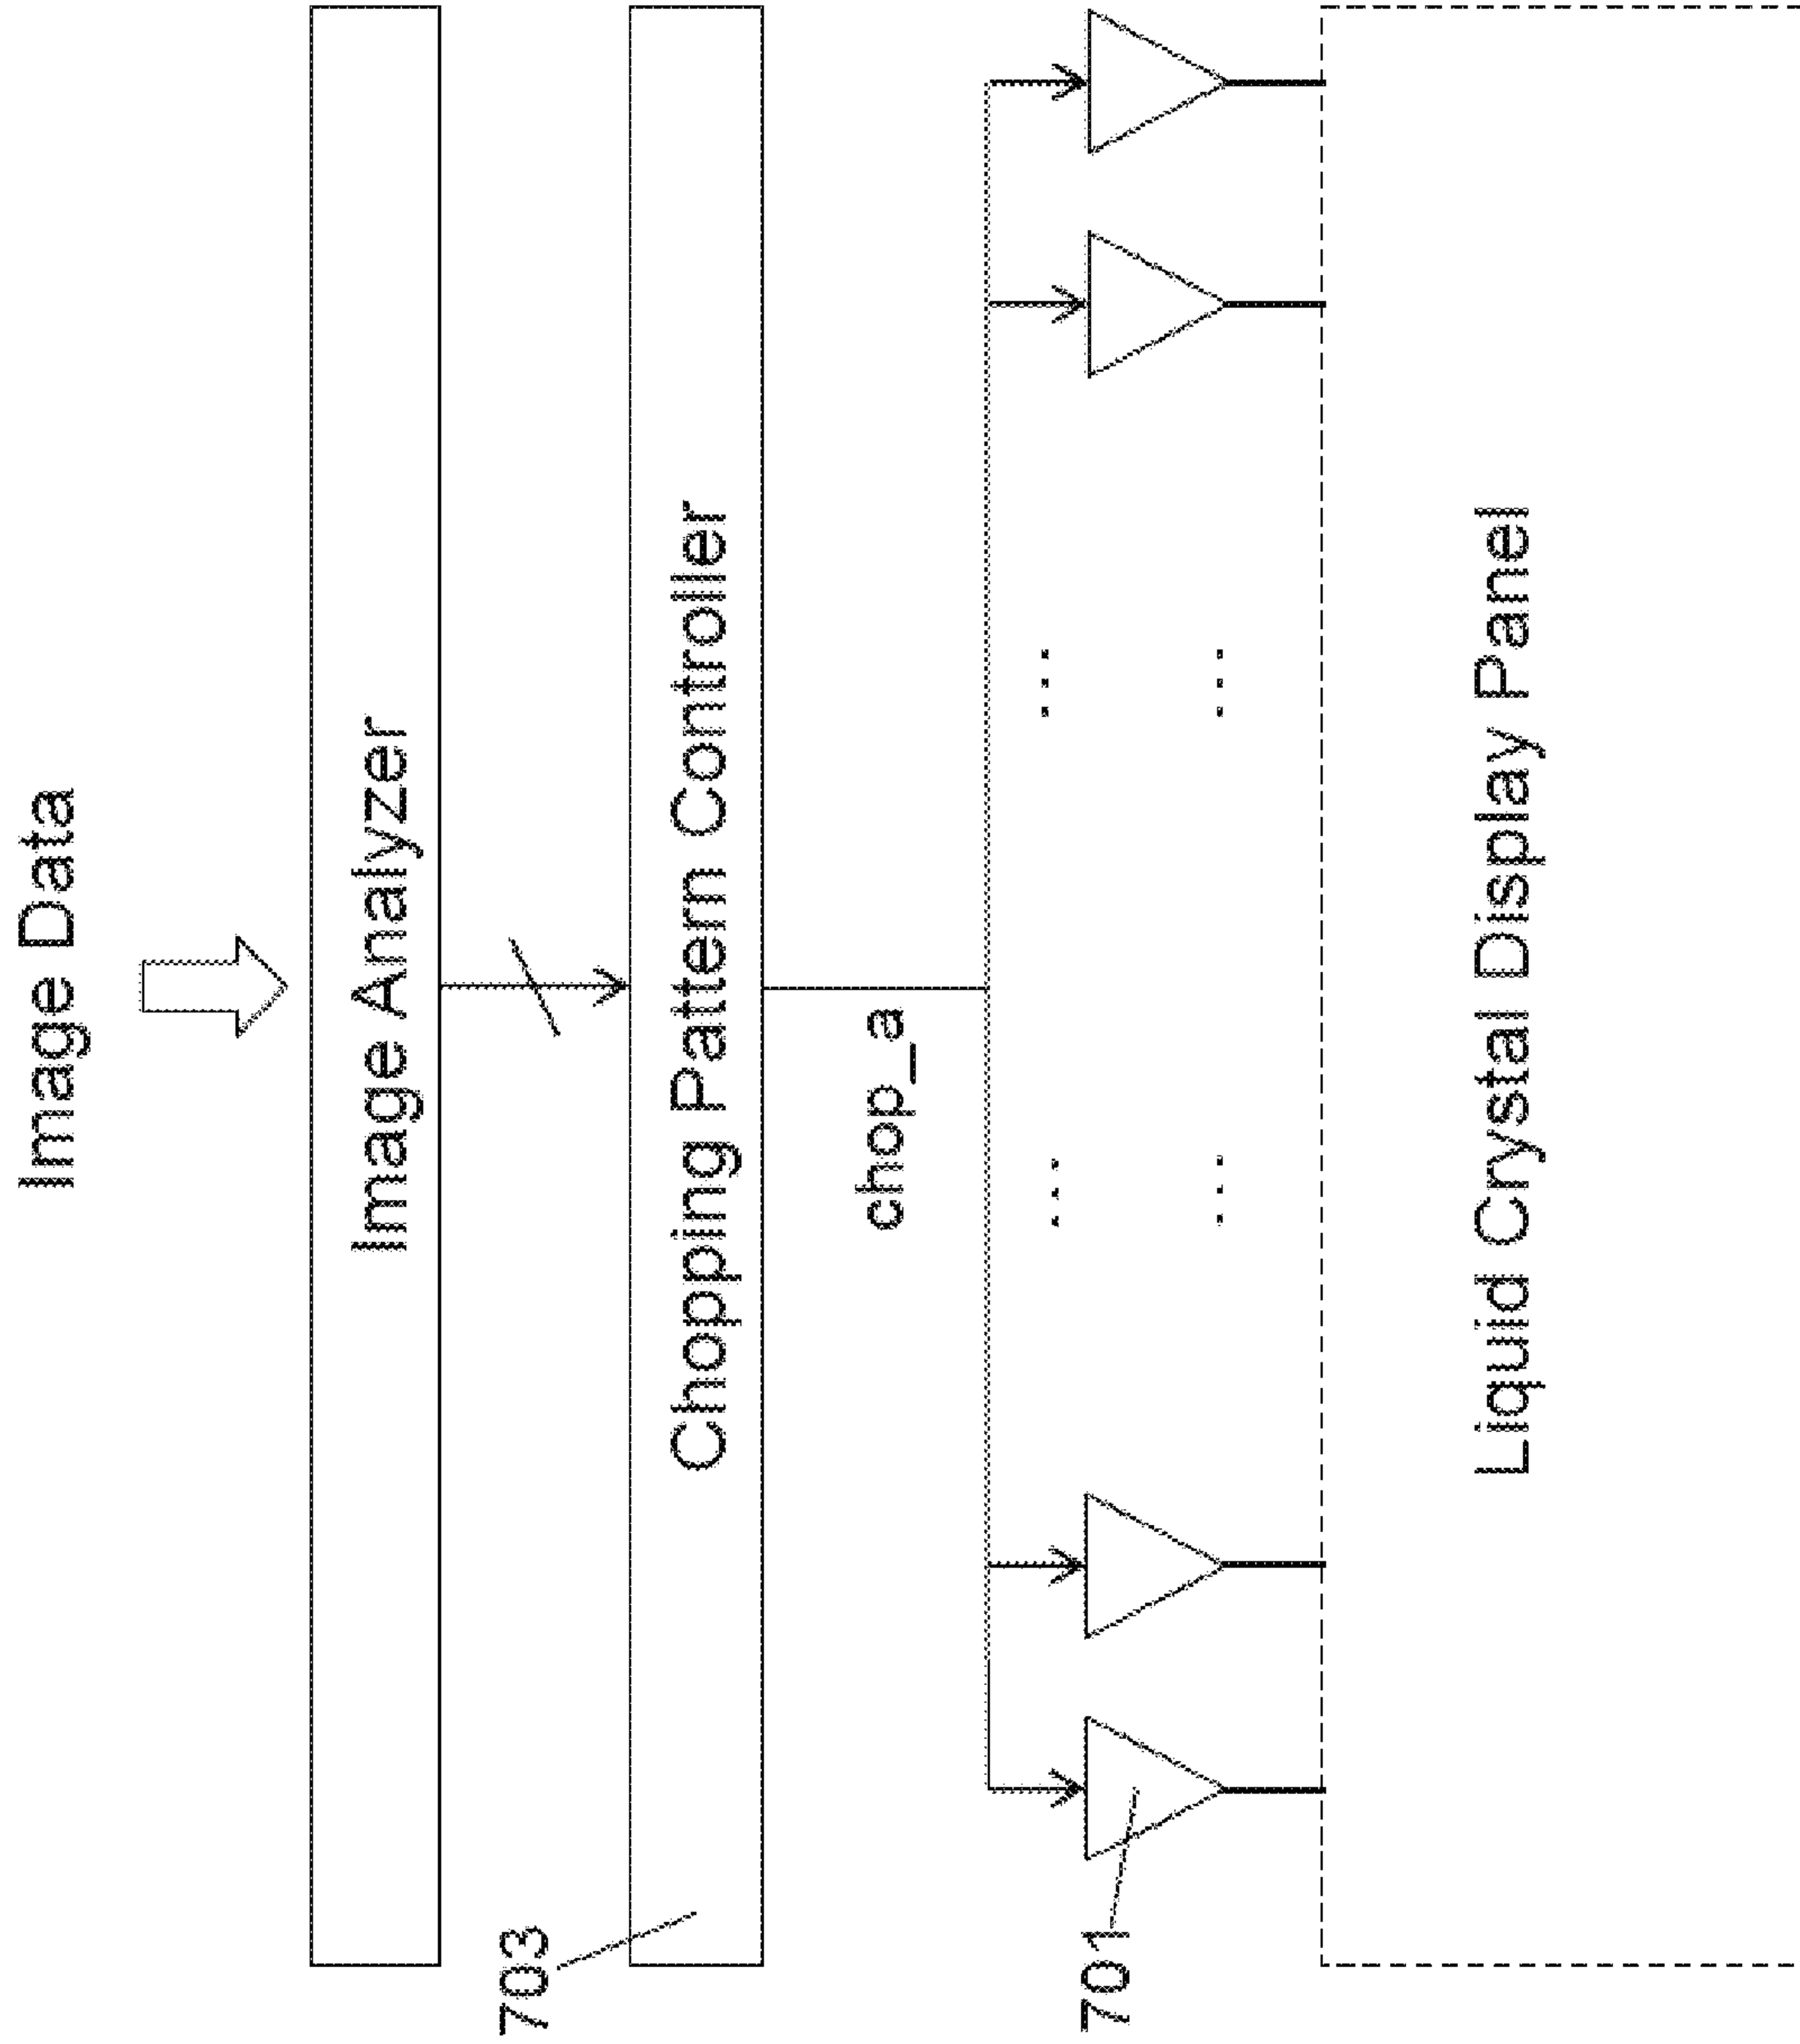 Image Data
Image Analyzer
703
Chopping Pattern Controller
chop_a
701
...
...
...
...
Liquid Crystal Display Panel